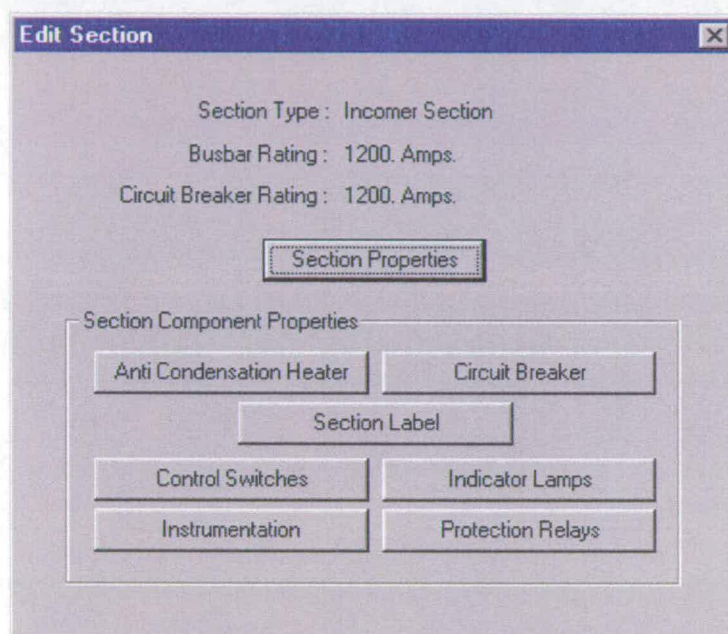 Edit Section
Section Type : Incomer Section
Busbar Rating : 1200. Amps.
Circuit Breaker Rating : 1200. Amps.
Section Properties
Section Component Properties
Anti Condensation Heater Circuit Breaker
Section Label
Control Switches Indicator Lamps
Instrumentation Protection Relays